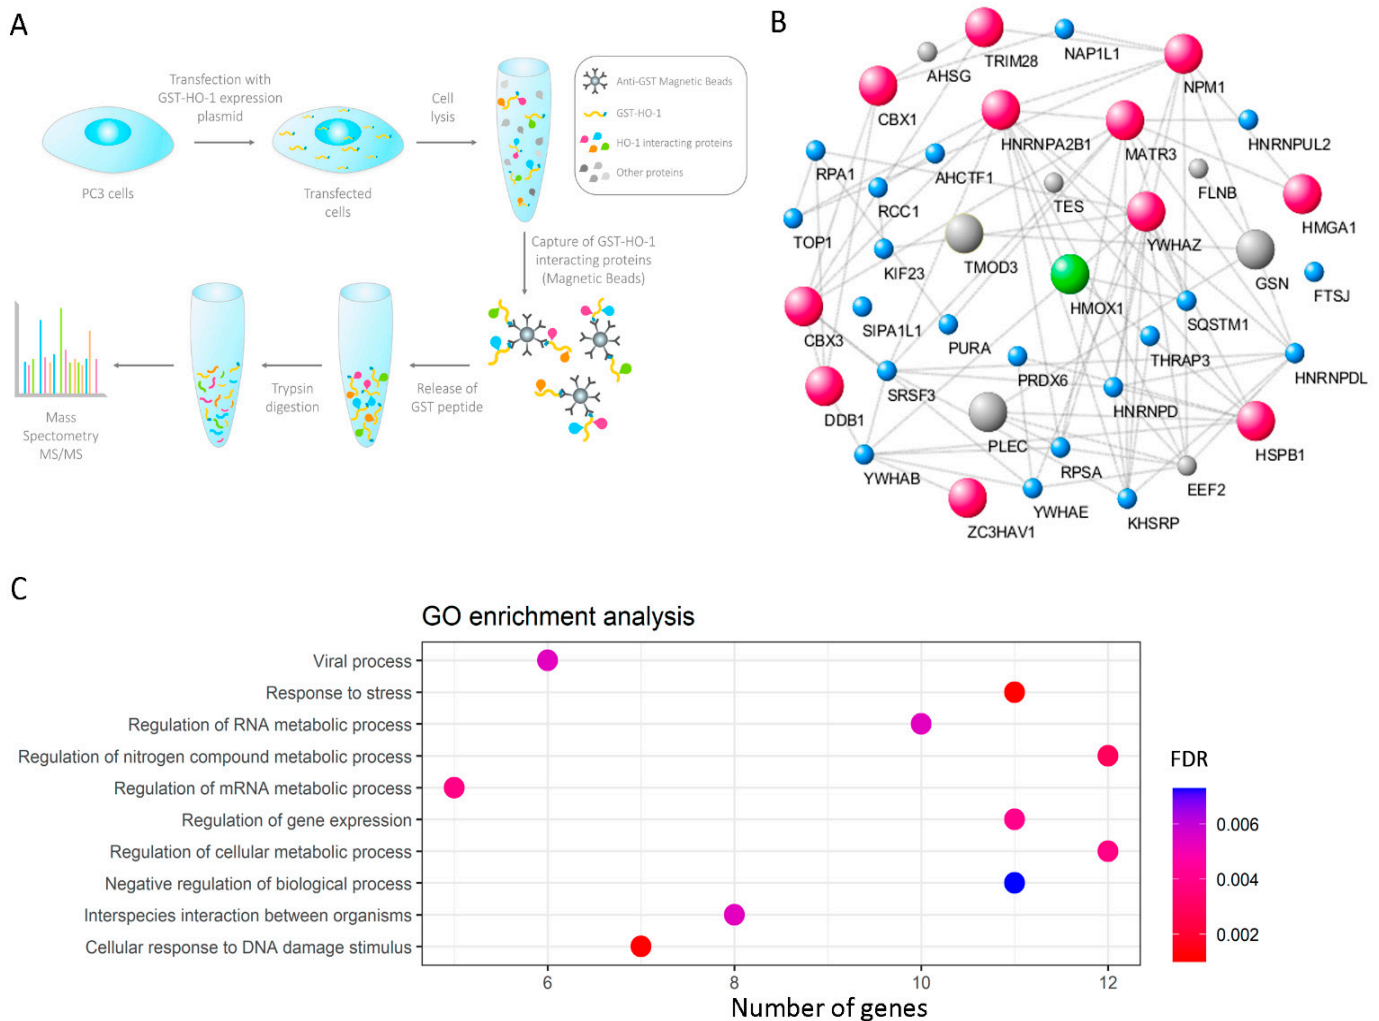 A
Transfection with
GST-HO-1 expression
plasmid
Cell
lysis
PC3 cells
Transfected
cells
Anti-GST Magnetic Beads
GST-HO-1
HO-1 interacting proteins
Other proteins
Capture of GST-HO-1
interacting proteins
(Magnetic Beads)
Release of
GST peptide
Trypsin
digestion
Mass
Spectometry
MS/MS
B
TRIM28
NAP1L1
AHSG
NPM1
CBX1
HNRNPA2B1
MATR3
HNRNPUL2
RPA1
AHCTF1
FLNB
TES
RCC1
HMGA1
TOP1
YWHAZ
KIF23
TMOD3
GSN
FTSJ
HMOX1
SQSTM1
CBX3
SIPA1L1
PURA
THRAP3
HNRNPDL
PRDX6
SRSF3
HNRNPD
DDB1
PLEC
HSPB1
YWHAB
RPSA
EEF2
ZC3HAV1
YWHAE
KHSRP
C
GO enrichment analysis
Viral process
Response to stress
Regulation of RNA metabolic process
Regulation of nitrogen compound metabolic process
Regulation of mRNA metabolic process
Regulation of gene expression
Regulation of cellular metabolic process
Negative regulation of biological process
Interspecies interaction between organisms
Cellular response to DNA damage stimulus
6 8 10 12
Number of genes
FDR
0.006
0.004
0.002